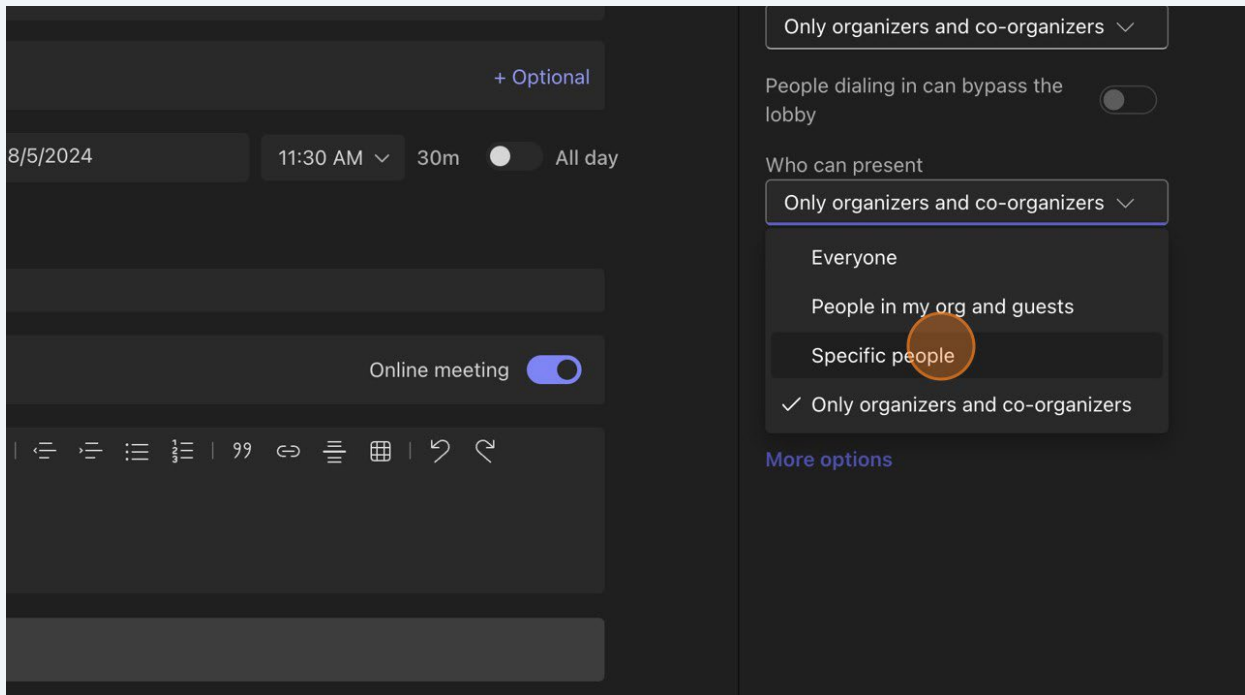 Only organizers and co-organizers
+ Optional
People dialing in can bypass the
lobby
8/5/2024 11:30 AM 30m All day
Who can present
Only organizers and co-organizers
Everyone
People in my org and guests
Specific people
Only organizers and co-organizers
Online meeting
More options